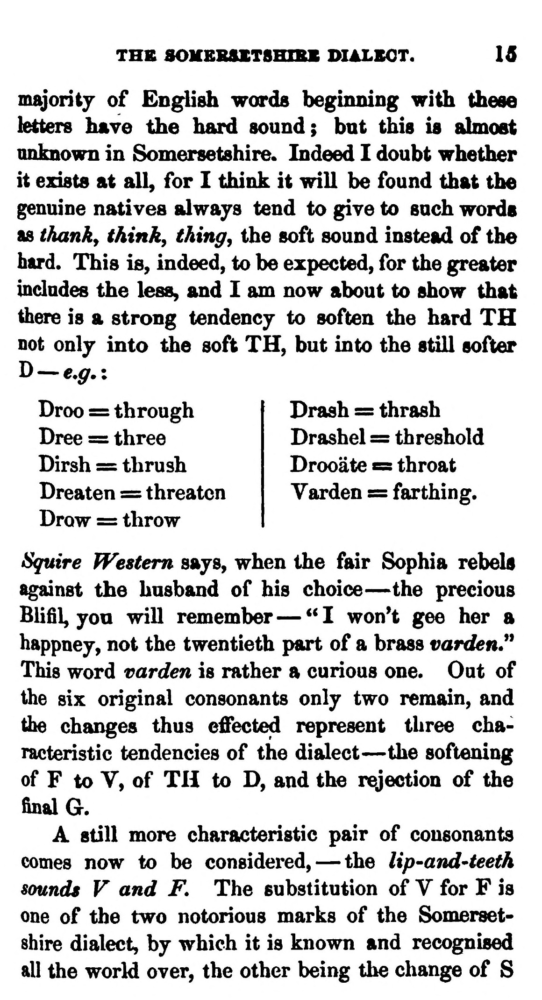 THE SOMERSETSHIRE DIALECT. 15
majority of English words beginning with these
letters have the hard sound; but this is almost
unknown in Somersetshire. Indeed I doubt whether
it exists at all, for I think it will be found that the
genuine natives always tend to give to such words
as thank, think, thing, the soft sound instead of the
hard. This is, indeed, to be expected, for the greater
includes the less, and I am now about to show that
there is a strong tendency to soften the hard TH
not only into the soft TH, but into the still softer
D—e.g.:
Droo = through
Dree = three
Dirsh = thrush
Dreaten = threaten
Drow = throw
Drash = thrash
Drashel = threshold
Drooäte = throat
Varden = farthing.
Squire Western says, when the fair Sophia rebels
against the husband of his choice—the precious
Blifil, you will remember—“I won’t gee her a
happney, not the twentieth part of a brass varden.”
This word varden is rather a curious one. Out of
the six original consonants only two remain, and
the changes thus effected represent three cha-
racteristic tendencies of the dialect—the softening
of F to V, of TH to D, and the rejection of the
final G.
A still more characteristic pair of consonants
comes now to be considered,—the lip-and-teeth
sounds V and F. The substitution of V for F is
one of the two notorious marks of the Somerset-
shire dialect, by which it is known and recognised
all the world over, the other being the change of S